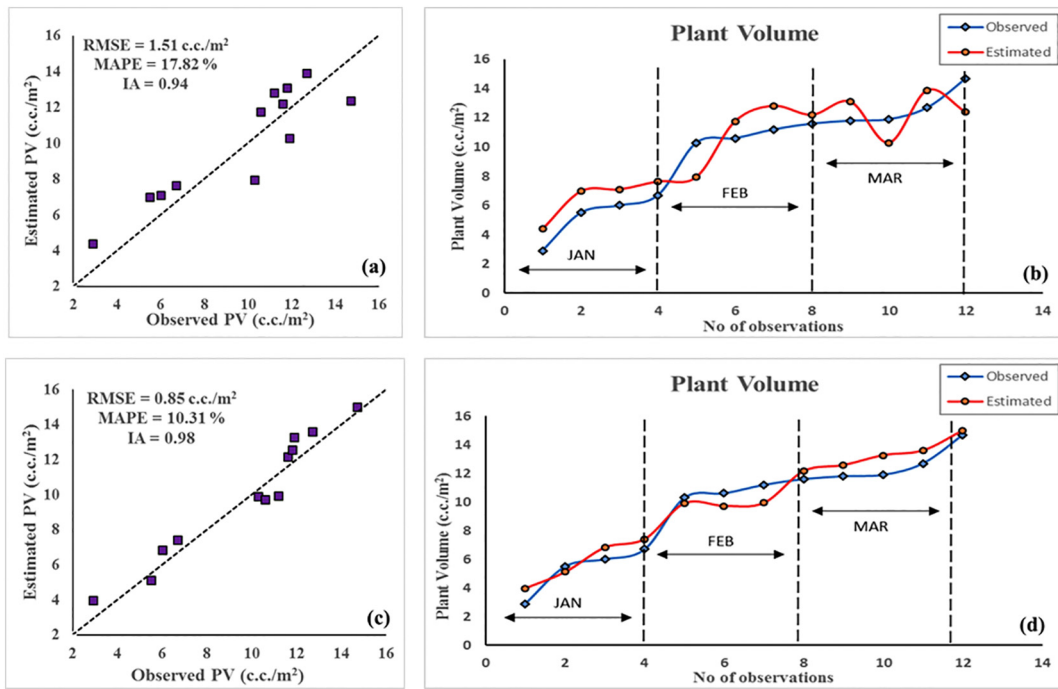 16
14
12
10
8
6
4
2
Estimated PV (c.c./m²)
RMSE = 1.51 c.c./m²
MAPE = 17.82 %
IA = 0.94
(a)
2 4 6 8 10 12 14 16
Observed PV (c.c./m²)
Plant Volume
Observed
Estimated
16
14
12
10
8
6
4
2
0
Plant Volume (c.c./m²)
JAN
FEB
MAR
(b)
0 2 4 6 8 10 12 14
No of observations
16
14
12
10
8
6
4
2
Estimated PV (c.c./m²)
RMSE = 0.85 c.c./m²
MAPE = 10.31 %
IA = 0.98
(c)
2 4 6 8 10 12 14 16
Observed PV (c.c./m²)
Plant Volume
Observed
Estimated
16
14
12
10
8
6
4
2
0
Plant Volume (c.c./m²)
JAN
FEB
MAR
(d)
0 2 4 6 8 10 12 14
No of observations